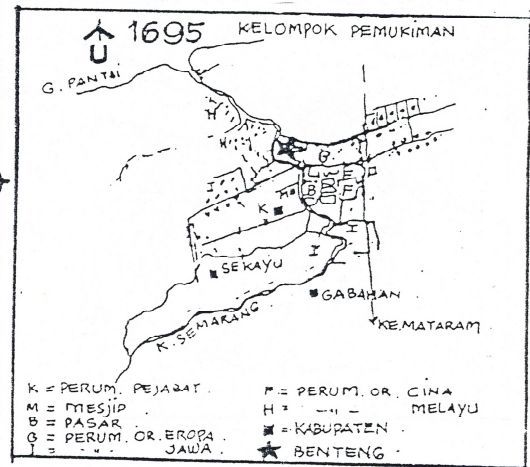 U
1695
KELOMPOK PEMUKIMAN
G. PANTAI
H
H
H
G
I
M
K
B
E
F
I
I
SEKAYU
GABAHAN
K. SEMARANG
KE.MATARAM
K = PERUM. PEJABAT.
M = MESJID.
B = PASAR.
G = PERUM. OR. EROPA.
I = " " JAWA.
F = PERUM. OR. CINA
H = " - " - MELAYU
= KABUPATEN
BENTENG